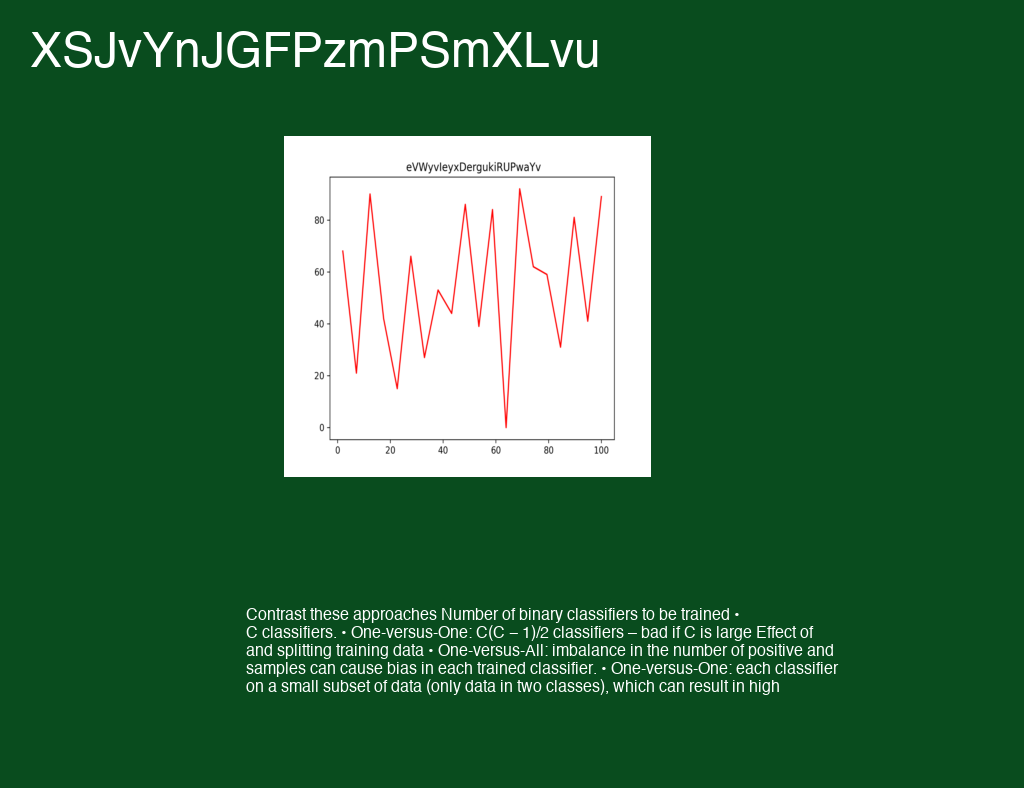 XSJvYnJGFPzmPSmXLvu
eVWyvIeyxDergukiRUPwaYv
80
60
40
20
0
0 20 40 60 80 100
Contrast these approaches Number of binary classifiers to be trained •
C classifiers. • One-versus-One: C(C – 1)/2 classifiers – bad if C is large Effect of
and splitting training data • One-versus-All: imbalance in the number of positive and
samples can cause bias in each trained classifier. • One-versus-One: each classifier
on a small subset of data (only data in two classes), which can result in high